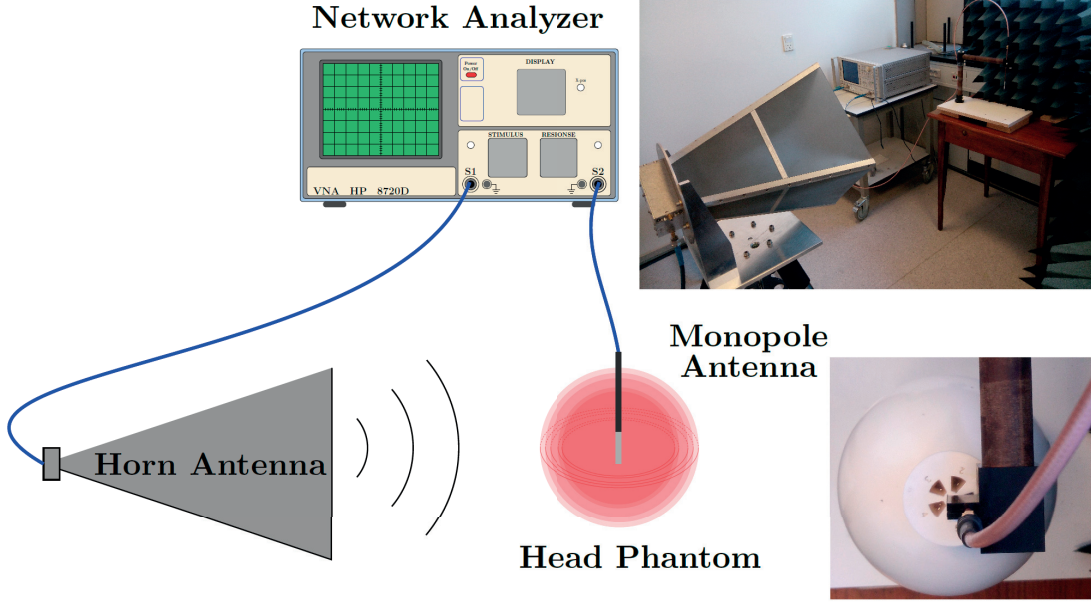 Network Analyzer
Power
On/Off
DISPLAY
STIMULUS
RESIONSE
S1
S2
VNA HP 8720D
Monopole
Antenna
Horn Antenna
Head Phantom